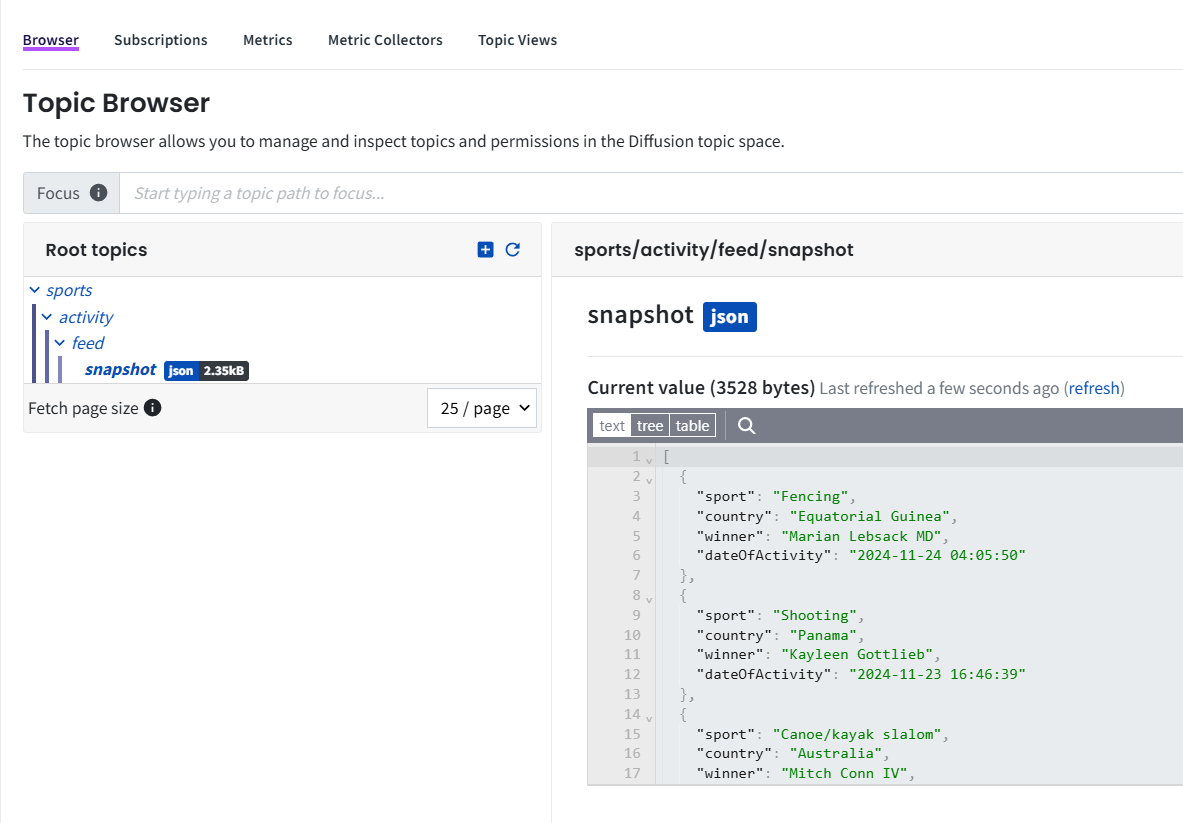 Browser Subscriptions Metrics Metric Collectors Topic Views
Topic Browser
The topic browser allows you to manage and inspect topics and permissions in the Diffusion topic space.
Focus Start typing a topic path to focus...
Root topics
sports
activity
feed
snapshot json 2.35kB
Fetch page size 25 / page
sports/activity/feed/snapshot
snapshot json
Current value (3528 bytes) Last refreshed a few seconds ago (refresh)
text tree table
1 [
2 {
3 "sport": "Fencing",
4 "country": "Equatorial Guinea",
5 "winner": "Marian Lebsack MD",
6 "dateOfActivity": "2024-11-24 04:05:50"
7 },
8 {
9 "sport": "Shooting",
10 "country": "Panama",
11 "winner": "Kayleen Gottlieb",
12 "dateOfActivity": "2024-11-23 16:46:39"
13 },
14 {
15 "sport": "Canoe/kayak slalom",
16 "country": "Australia",
17 "winner": "Mitch Conn IV",